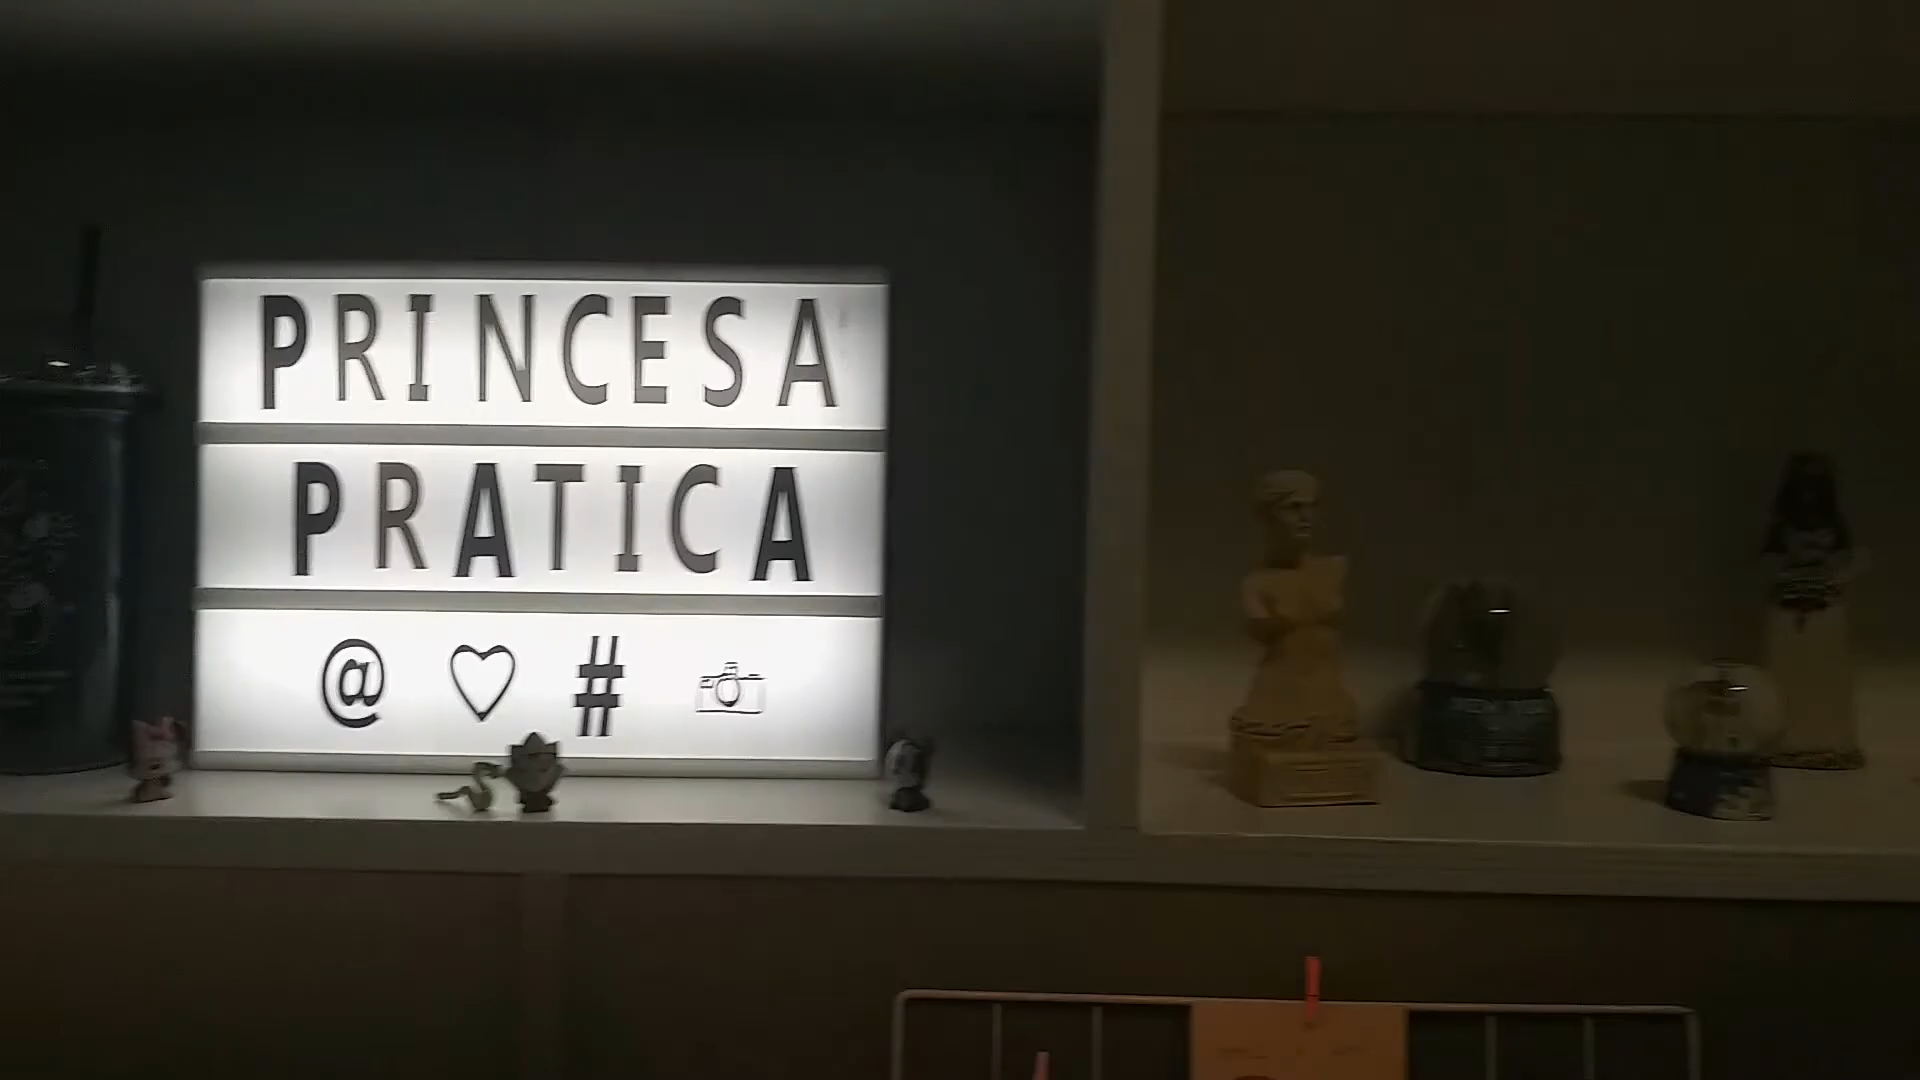 PRINCESA
PRATICA
@ ♡ # 📷